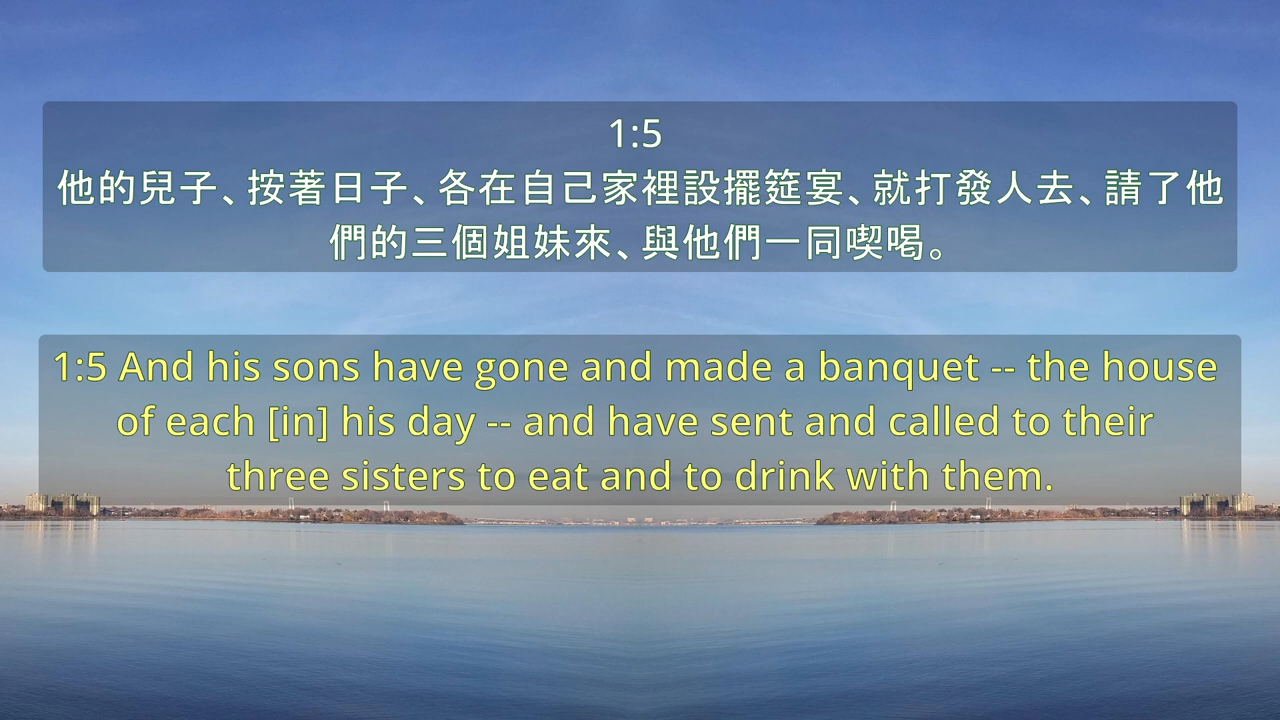 1:5
他的兒子、按著日子、各在自己家裡設擺筵宴、就打發人去、請了他
們的三個姐妹來、與他們一同喫喝。
1:5 And his sons have gone and made a banquet -- the house
of each [in] his day -- and have sent and called to their
three sisters to eat and to drink with them.